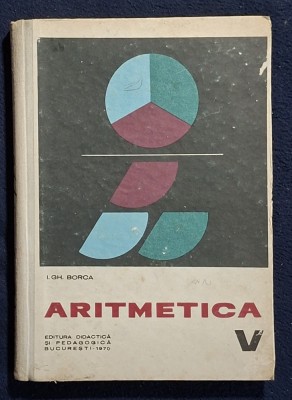 I. GH. BORCA
ARITMETICA
EDITURA DIDACTICĂ
ȘI PEDAGOGICĂ
BUCUREȘTI-1970
V